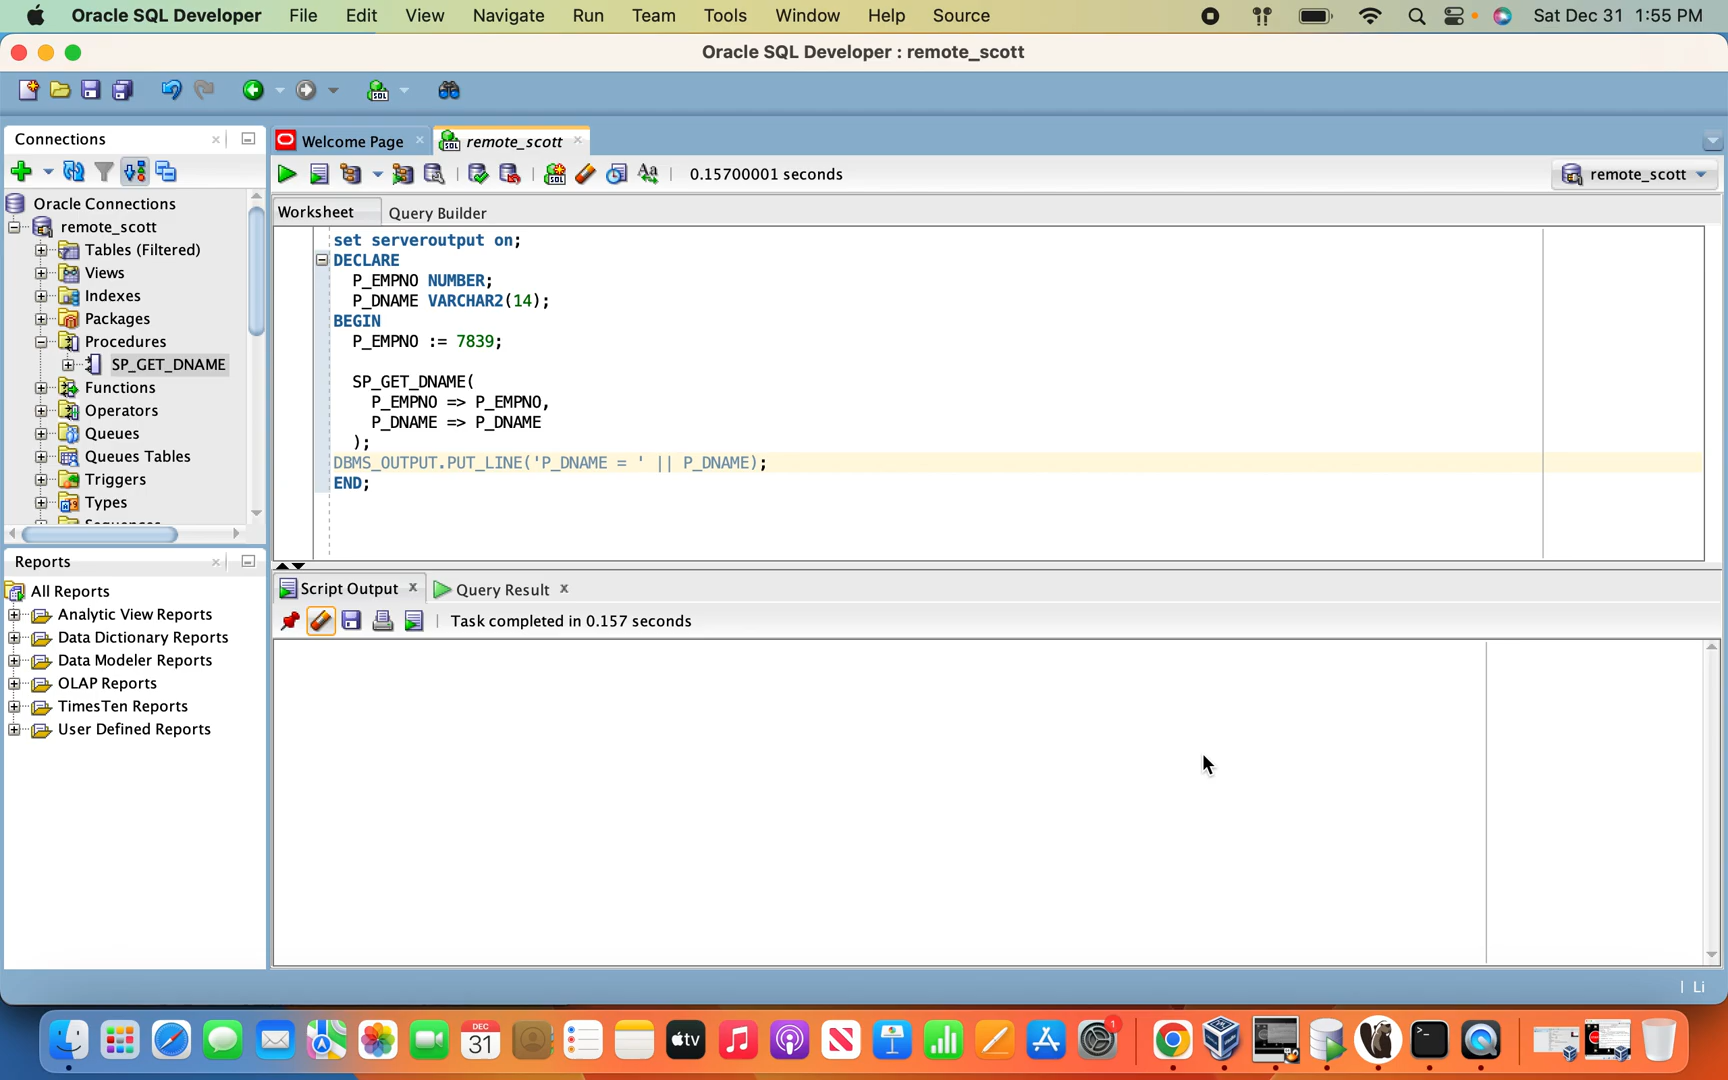 Oracle SQL Developer File Edit View Navigate Run Team Tools Window Help Source Sat Dec 31 1:55 PM
Oracle SQL Developer : remote_scott
Connections
Oracle Connections
remote_scott
Tables (Filtered)
Views
Indexes
Packages
Procedures
SP_GET_DNAME
Functions
Operators
Queues
Queues Tables
Triggers
Types
Reports
All Reports
Analytic View Reports
Data Dictionary Reports
Data Modeler Reports
OLAP Reports
TimesTen Reports
User Defined Reports
Welcome Page remote_scott
0.15700001 seconds remote_scott
Worksheet Query Builder
set serveroutput on;
DECLARE
P_EMPNO NUMBER;
P_DNAME VARCHAR2(14);
BEGIN
P_EMPNO := 7839;
SP_GET_DNAME(
P_EMPNO => P_EMPNO,
P_DNAME => P_DNAME
);
DBMS_OUTPUT.PUT_LINE('P_DNAME = ' || P_DNAME);
END;
Script Output Query Result
Task completed in 0.157 seconds
Li
DEC
31
tv
1